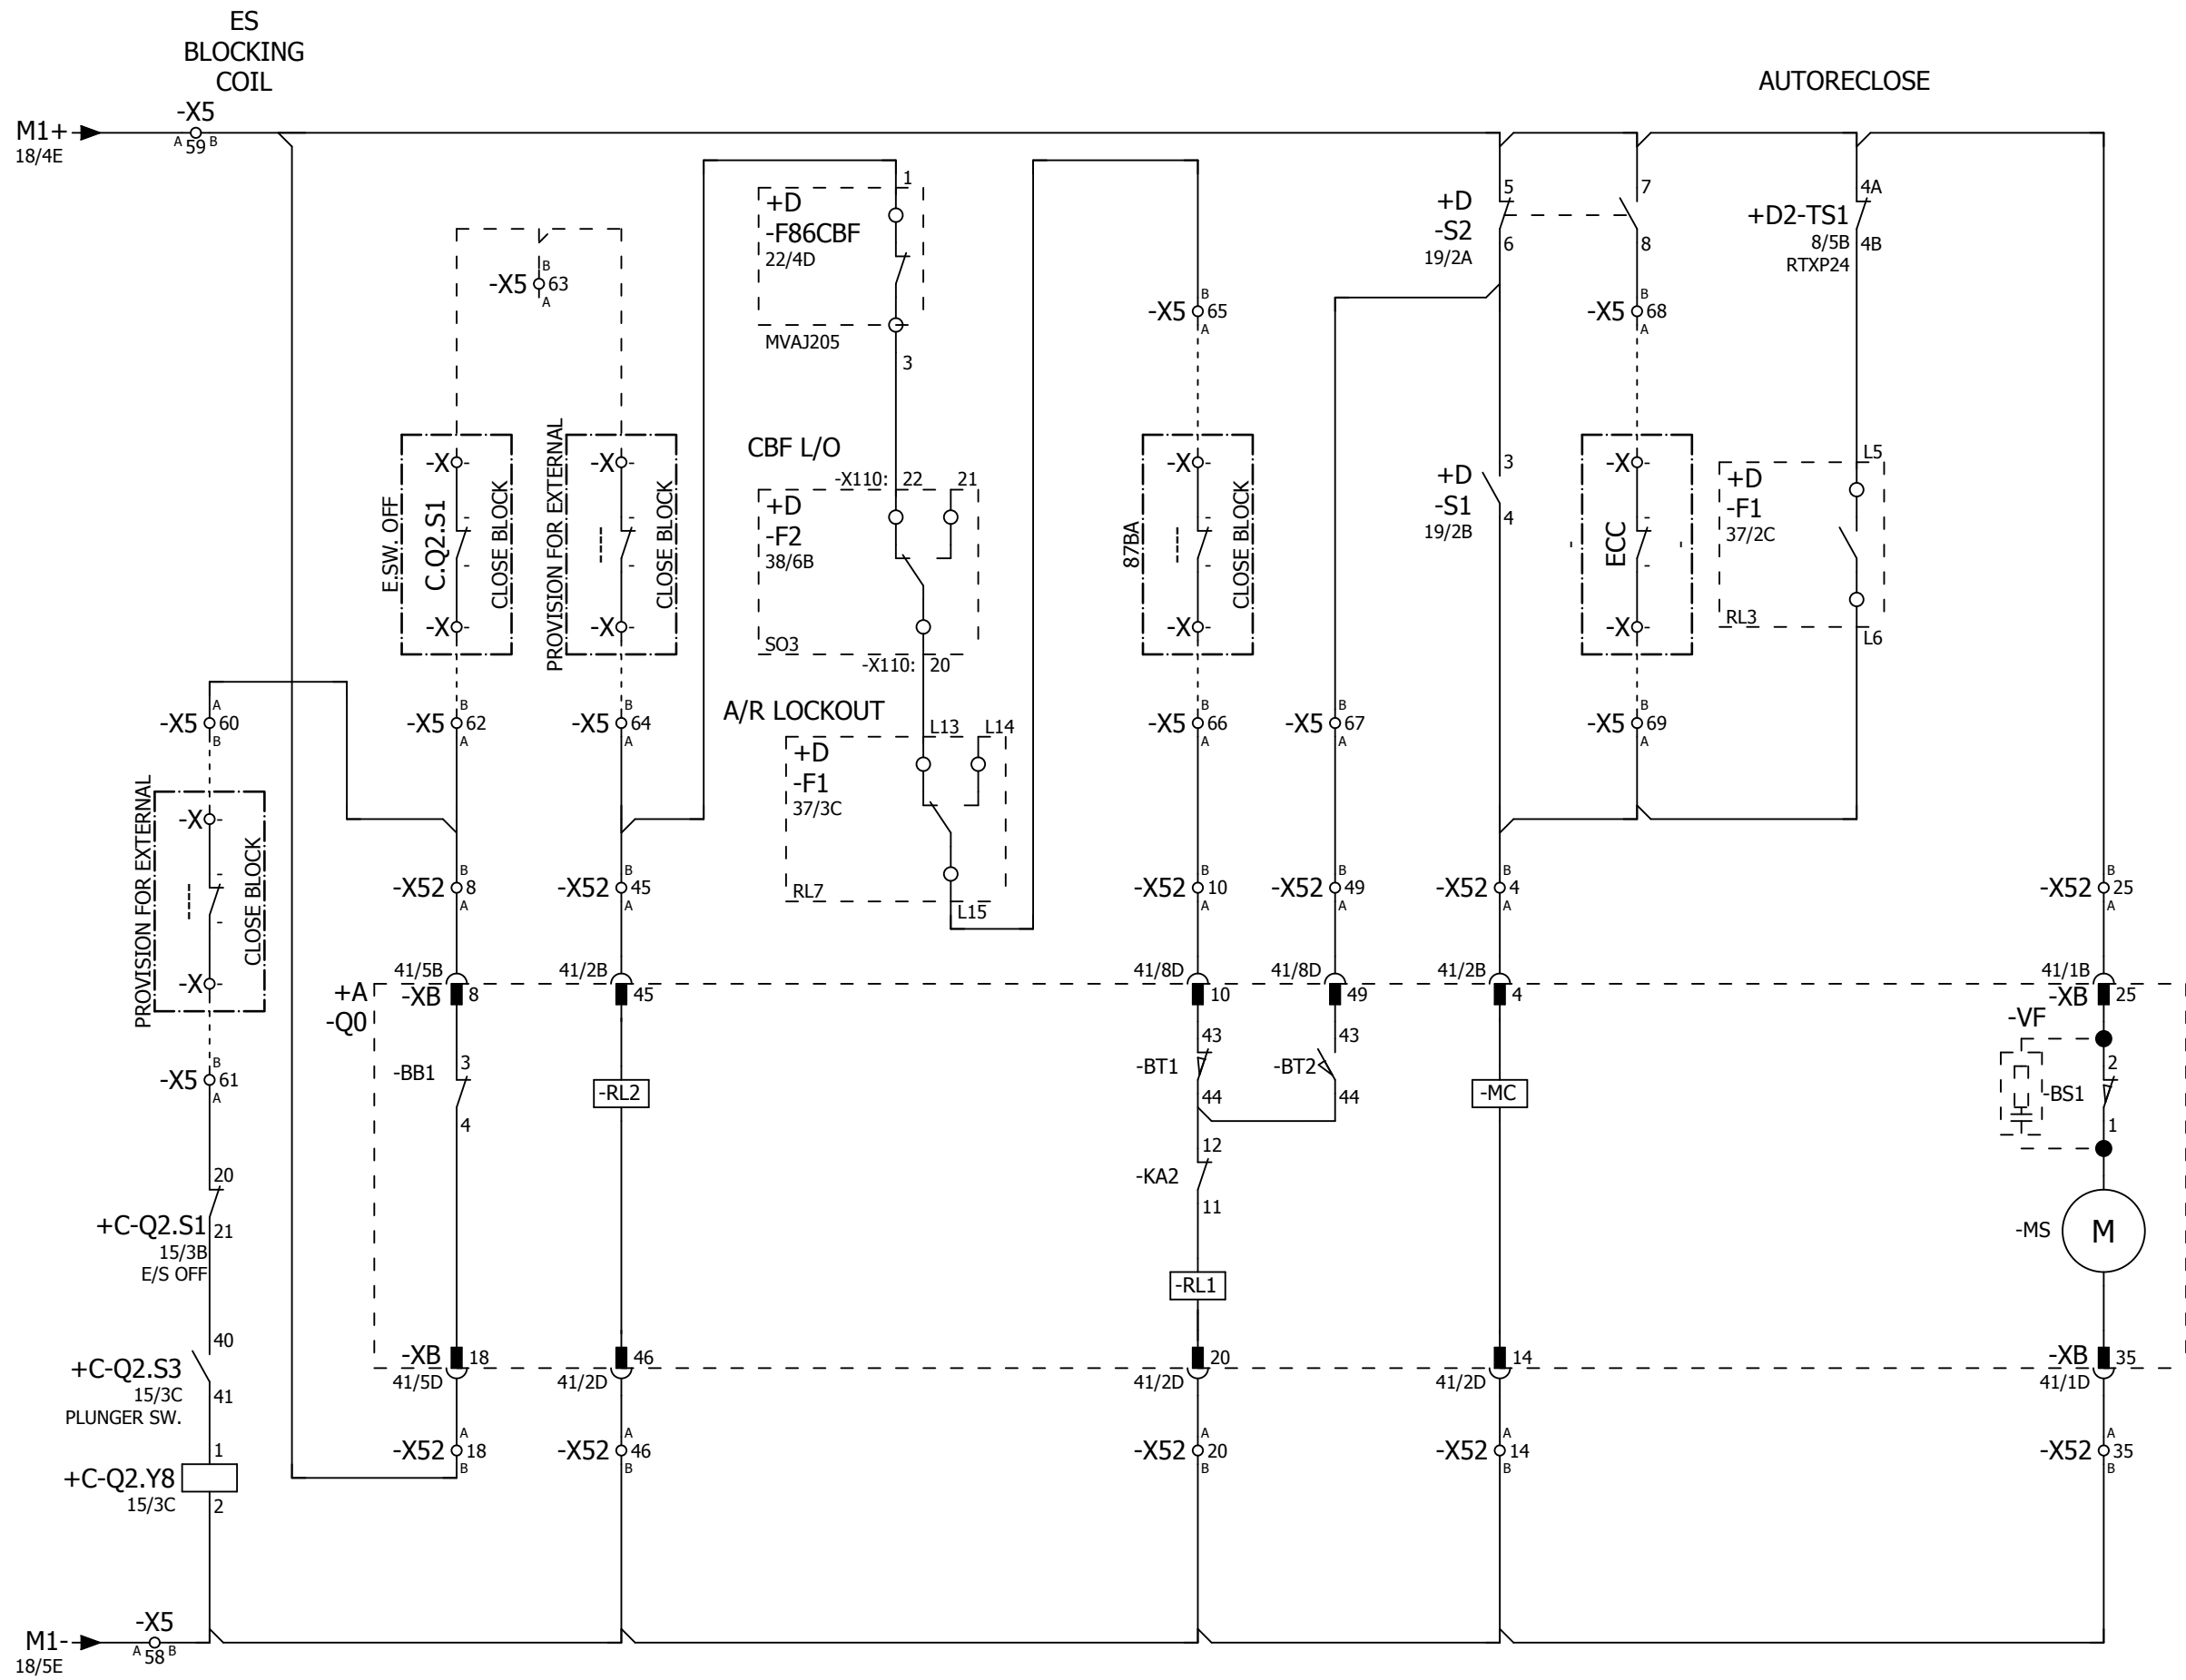 ES
BLOCKING
COIL
AUTORECLOSE
-X5
M1+
A 59 B
18/4E
1
+D
-F86CBF
22/4D
MVAJ205
3
5
+D
-S2
19/2A
6
7
8
4A
+D2-TS1
8/5B 4B
RTXP24
B
-X5 63
A
B
-X5 65
A
B
-X5 68
A
CBF L/O
-X110: 22 21
+D
-F2
38/6B
SO3
-X110: 20
E.SW. OFF
-X -
C.Q2.S1
-
-
-X -
CLOSE BLOCK
PROVISION FOR EXTERNAL
-X -
-
-
-X -
CLOSE BLOCK
87BA
-X -
-
-
-X -
CLOSE BLOCK
3
+D
-S1
4
19/2B
-X -
ECC
-
-
-X -
L5
+D
-F1
37/2C
RL3
L6
A
-X5 60
B
B
-X5 62
A
B
-X5 64
A
A/R LOCKOUT
L13 L14
+D
-F1
37/3C
RL7
L15
B
-X5 66
A
B
-X5 67
A
B
-X5 69
A
PROVISION FOR EXTERNAL
-X -
-
-
-X -
CLOSE BLOCK
B
-X52 8
A
B
-X52 45
A
B
-X52 10
A
B
-X52 49
A
B
-X52 4
A
B
-X52 25
A
41/5B
41/2B
41/8D
41/8D
41/2B
41/1B
+A
-Q0
-XB 8
45
10
49
4
-XB 25
B
-X5 61
A
3
-BB1
4
-RL2
43
-BT1
44
43
-BT2
44
-MC
-VF
2
-BS1
1
12
-KA2
11
20
+C-Q2.S1 21
15/3B
E/S OFF
-RL1
-MS
M
40
+C-Q2.S3
15/3C 41
PLUNGER SW.
-XB 18
46
20
14
-XB 35
41/5D
41/2D
41/2D
41/2D
41/1D
1
+C-Q2.Y8
15/3C 2
A
-X52 18
B
A
-X52 46
B
A
-X52 20
B
A
-X52 14
B
A
-X52 35
B
-X5
M1-
A 58 B
18/5E